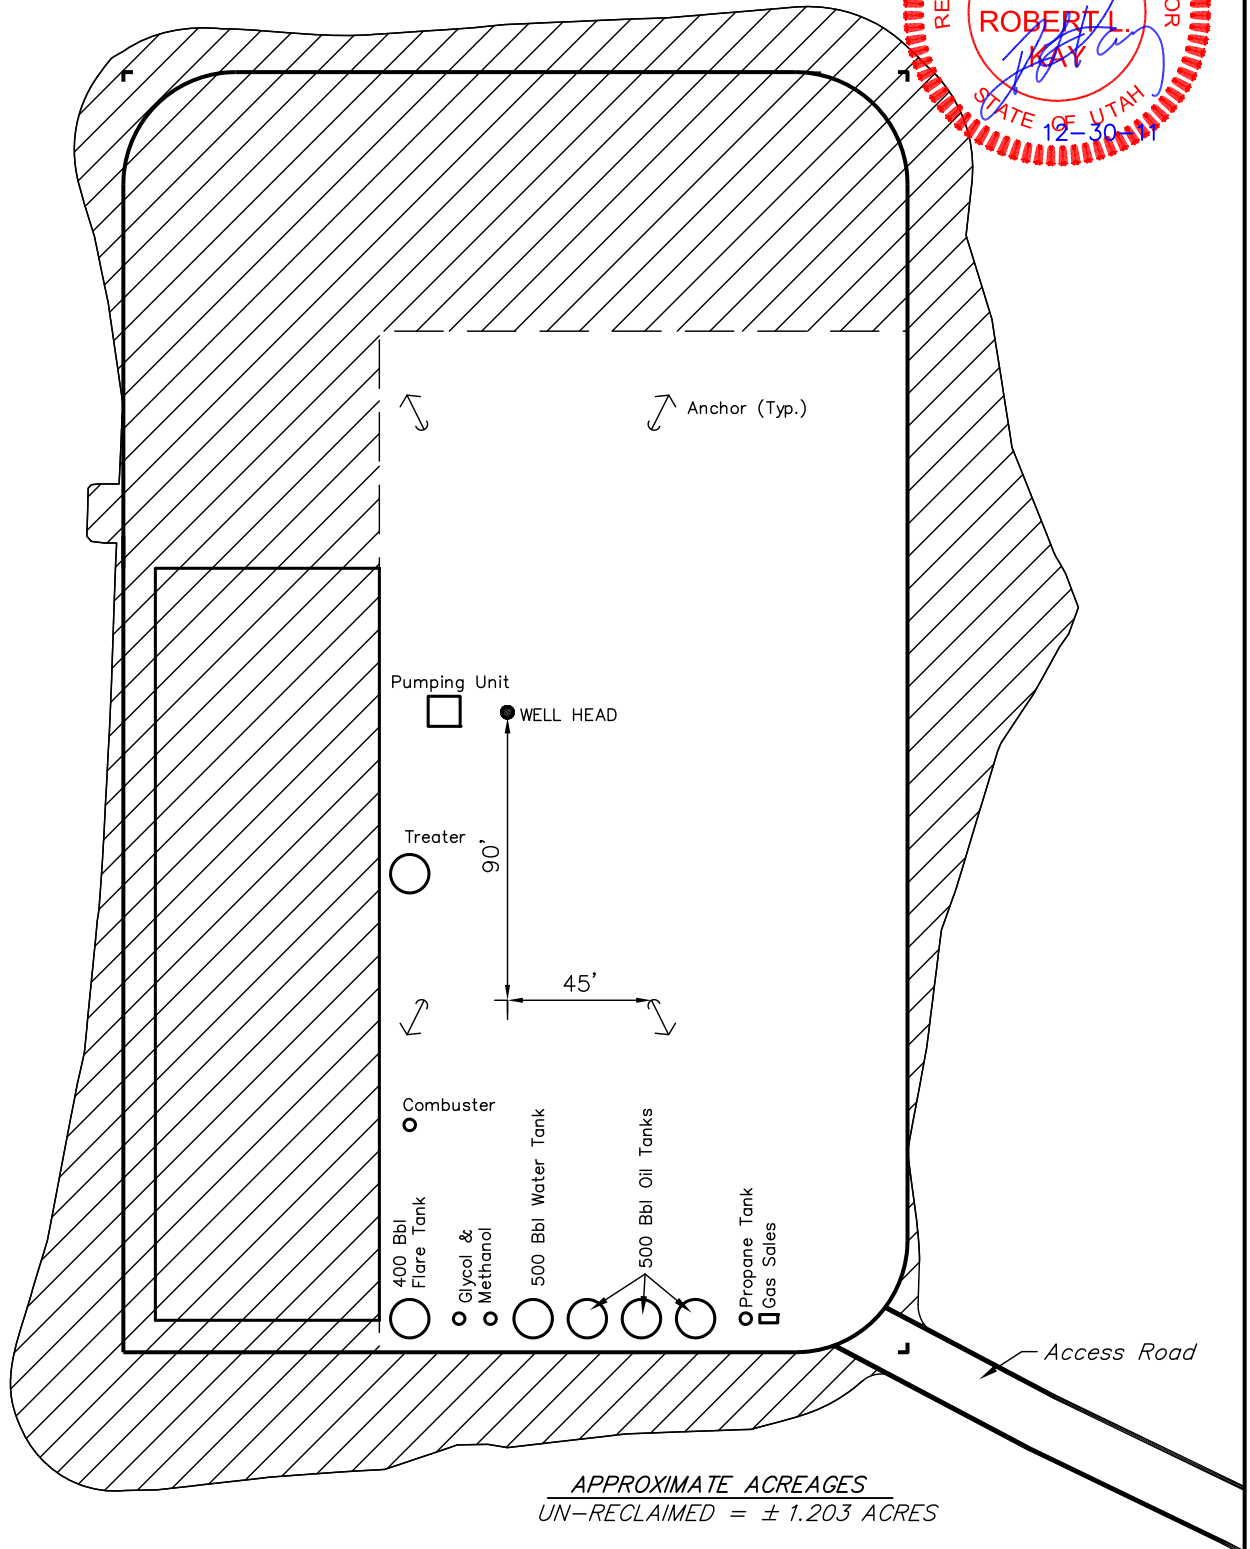 RE
OR
ROBERT L.
KAY
STATE OF UTAH
12-30-11
Anchor (Typ.)
Pumping Unit
WELL HEAD
Treater
90'
45'
Combuster
400 Bbl
Flare Tank
Glycol &
Methanol
500 Bbl Water Tank
500 Bbl Oil Tanks
Propane Tank
Gas Sales
Access Road
APPROXIMATE ACREAGES
UN-RECLAIMED = ± 1.203 ACRES